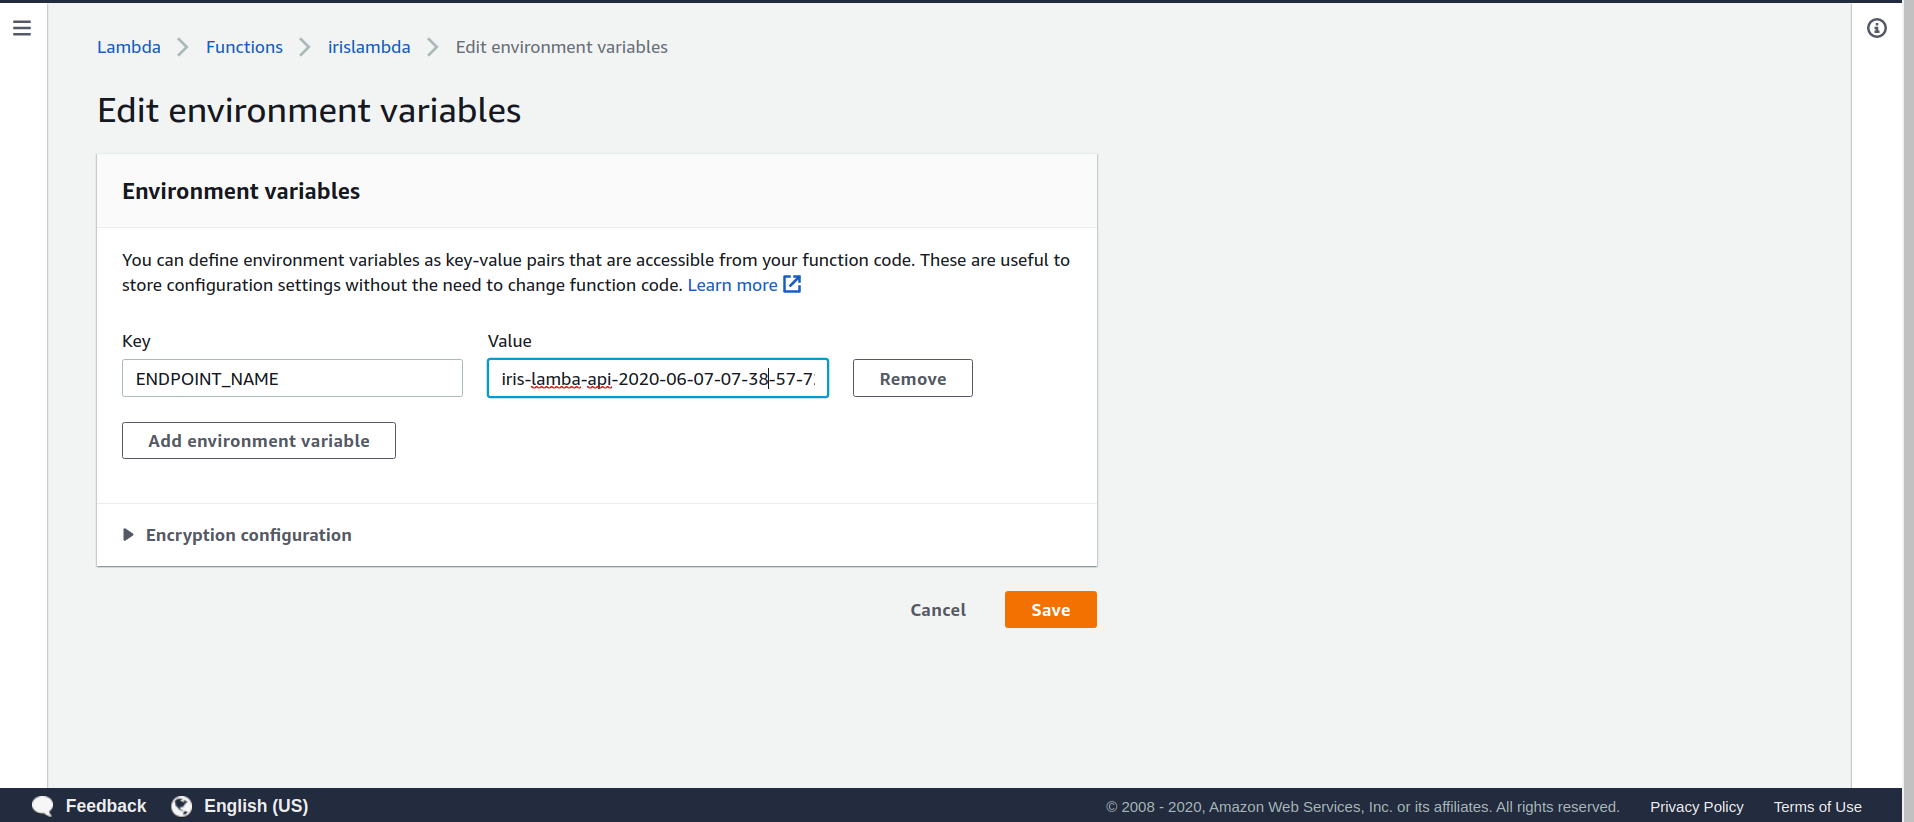 Lambda Functions irislambda Edit environment variables
Edit environment variables
Environment variables
You can define environment variables as key-value pairs that are accessible from your function code. These are useful to
store configuration settings without the need to change function code. Learn more
Key Value
ENDPOINT_NAME iris-lamba-api-2020-06-07-07-38-57-7 Remove
Add environment variable
Encryption configuration
Cancel Save
Feedback English (US) © 2008 - 2020, Amazon Web Services, Inc. or its affiliates. All rights reserved. Privacy Policy Terms of Use